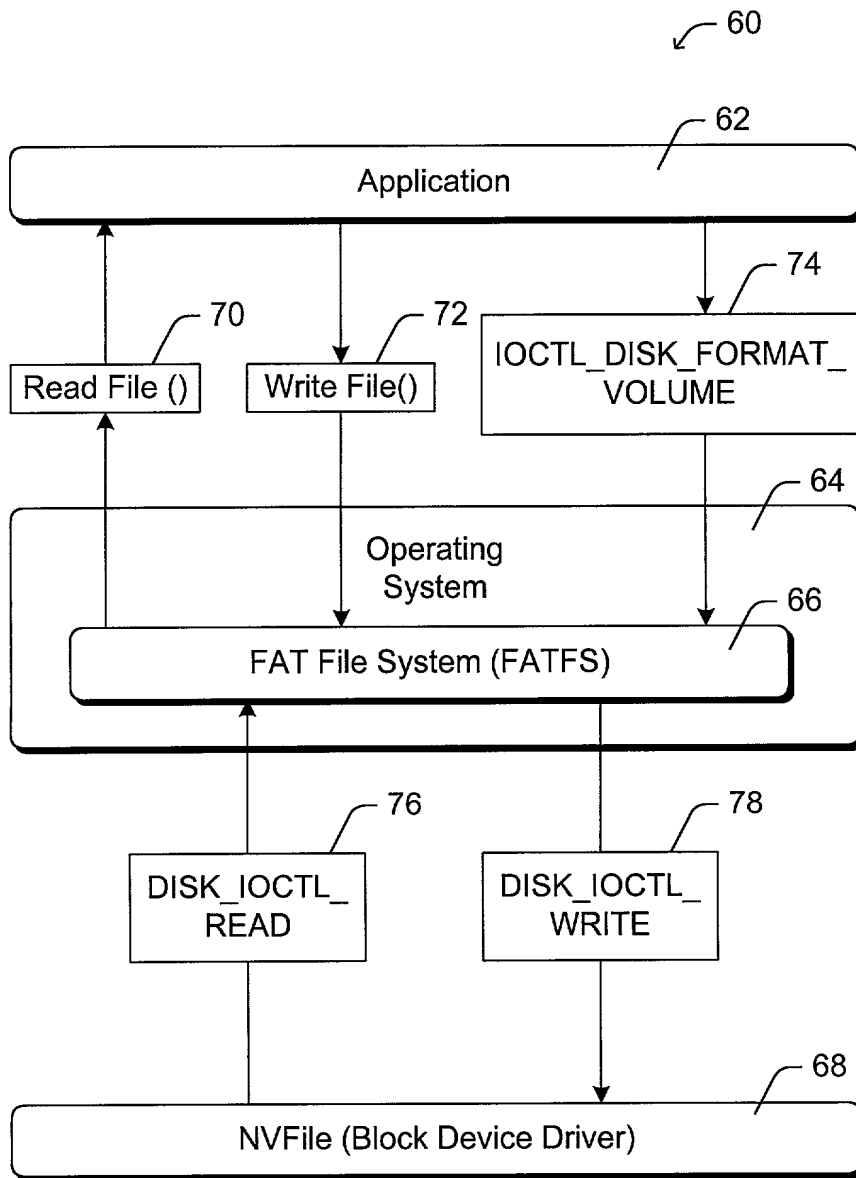 60
62
Application
74
70
72
IOCTL_DISK_FORMAT_
VOLUME
Read File ()
Write File()
64
Operating
System
66
FAT File System (FATFS)
76
78
DISK_IOCTL_
READ
DISK_IOCTL_
WRITE
68
NVFile (Block Device Driver)